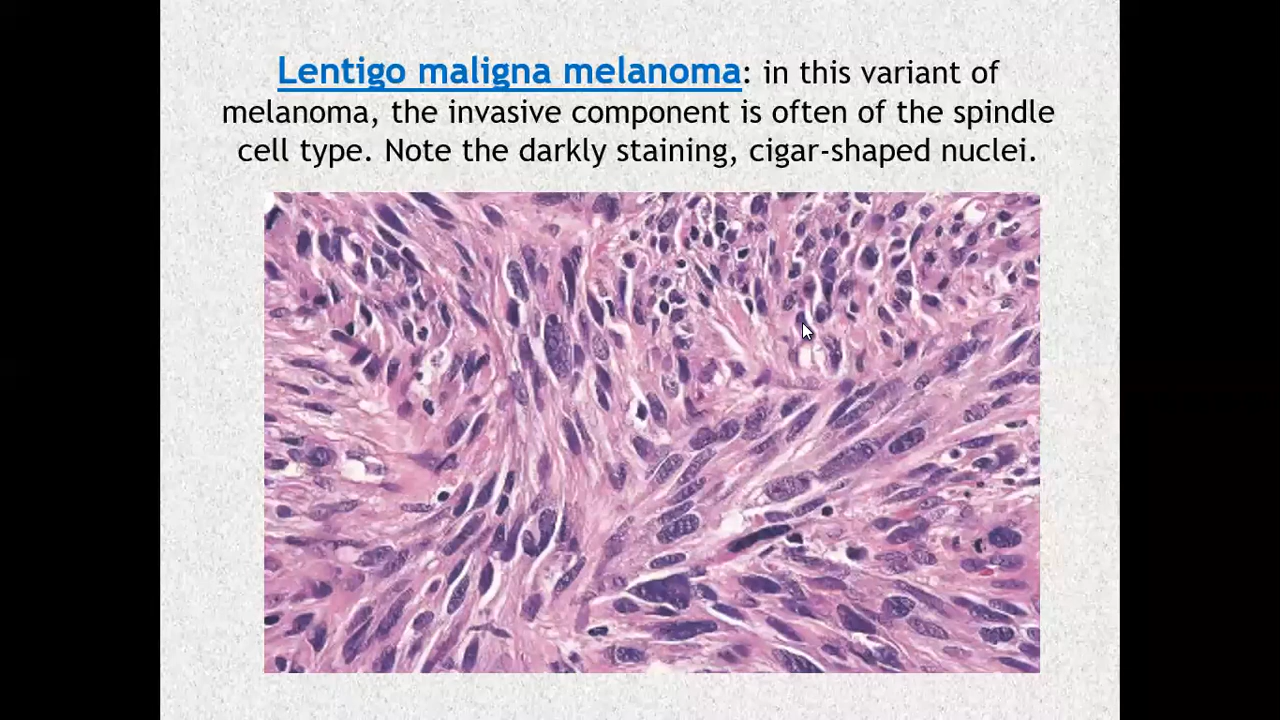 Lentigo maligna melanoma: in this variant of
melanoma, the invasive component is often of the spindle
cell type. Note the darkly staining, cigar-shaped nuclei.